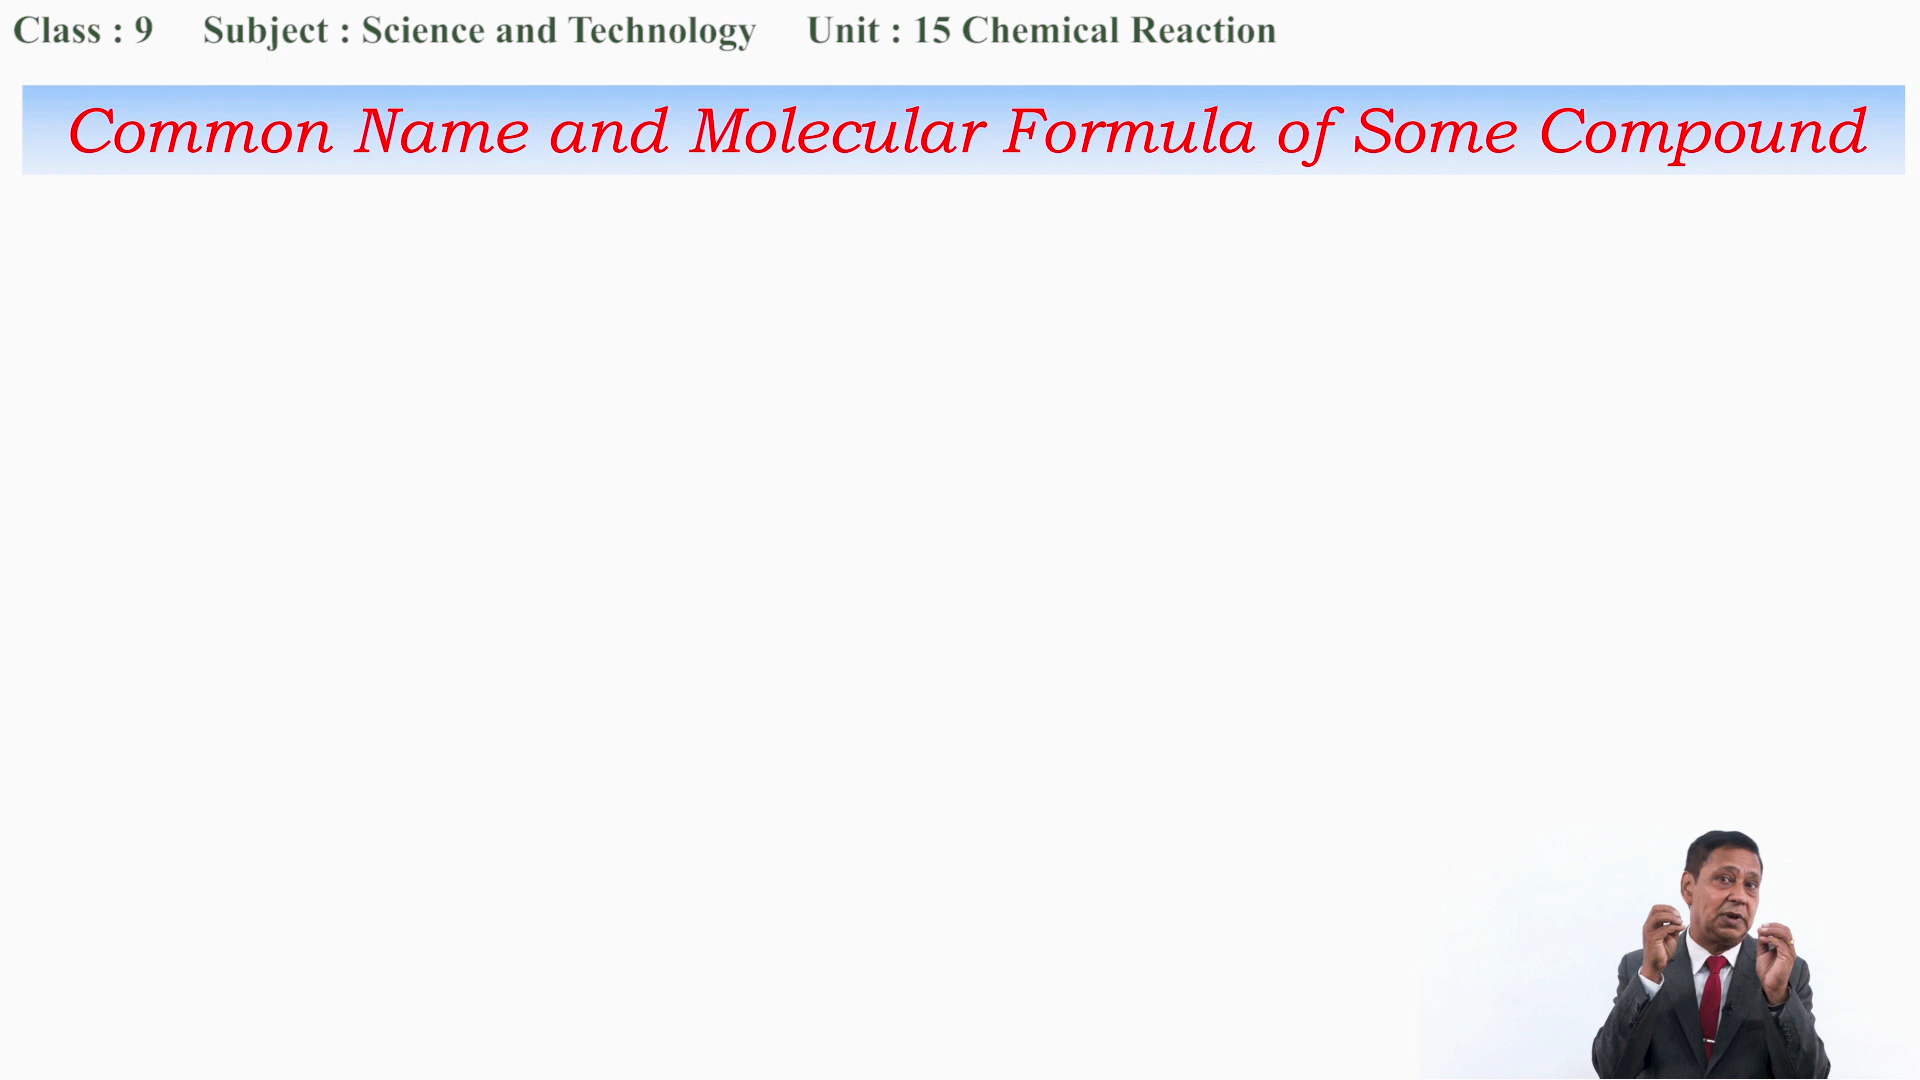 Class : 9 Subject : Science and Technology Unit : 15 Chemical Reaction
Common Name and Molecular Formula of Some Compound